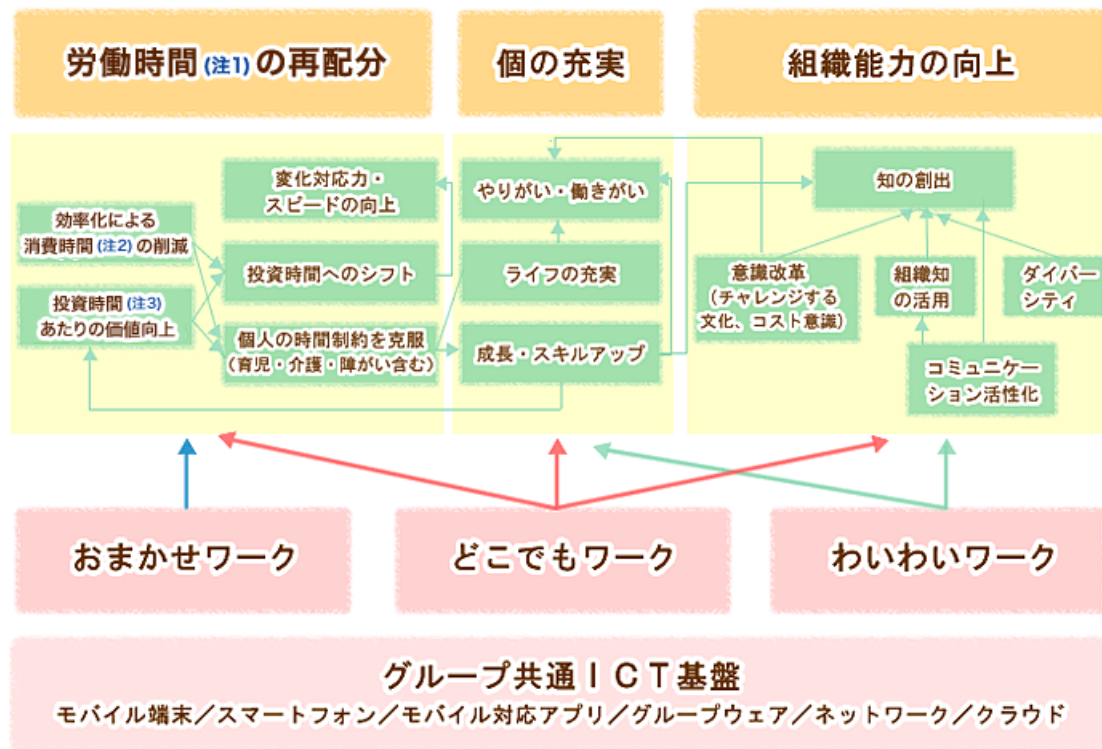 労働時間(注1)の再配分
個の充実
組織能力の向上
変化対応力・
スピードの向上
効率化による
消費時間(注2)の削減
投資時間へのシフト
投資時間(注3)
あたりの価値向上
個人の時間制約を克服
(育児・介護・障がい含む)
やりがい・働きがい
ライフの充実
成長・スキルアップ
知の創出
意識改革
(チャレンジする
文化、コスト意識)
組織知
の活用
ダイバー
シティ
コミュニケー
ション活性化
おまかせワーク
どこでもワーク
わいわいワーク
グループ共通ICT基盤
モバイル端末/スマートフォン/モバイル対応アプリ/グループウェア/ネットワーク/クラウド